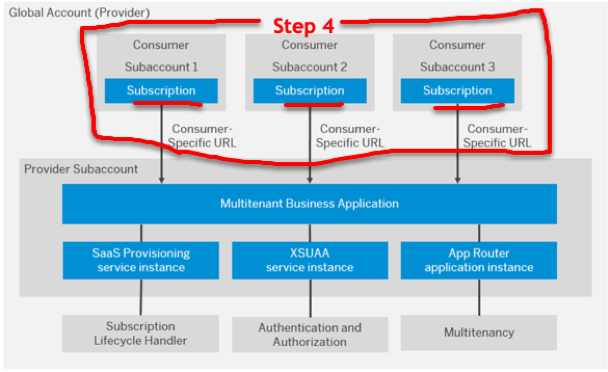 Global Account (Provider)
Step 4
Consumer
Subaccount 1
Subscription
Consumer
Subaccount 2
Subscription
Consumer
Subaccount 3
Subscription
Consumer-
Specific URL
Consumer-
Specific URL
Consumer-
Specific URL
Provider Subaccount
Multitenant Business Application
SaaS Provisioning
service instance
XSUAA
service instance
App Router
application instance
Subscription
Lifecycle Handler
Authentication and
Authorization
Multitenancy